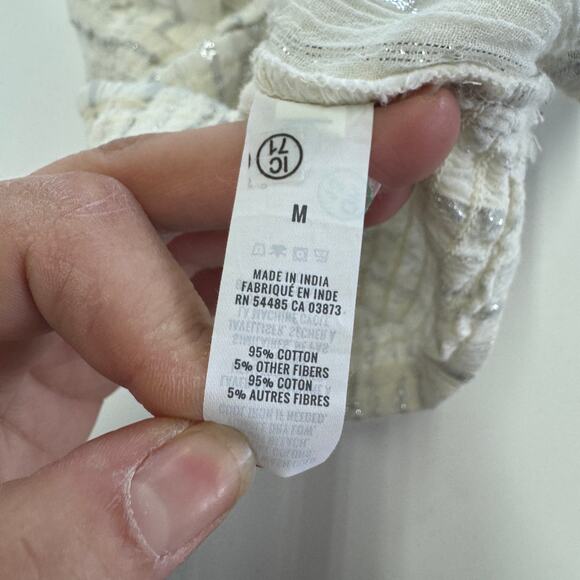 IC
71
M
MADE IN INDIA
FABRIQUÉ EN INDE
RN 54485 CA 03873
95% COTTON
5% OTHER FIBERS
95% COTON
5% AUTRES FIBRES